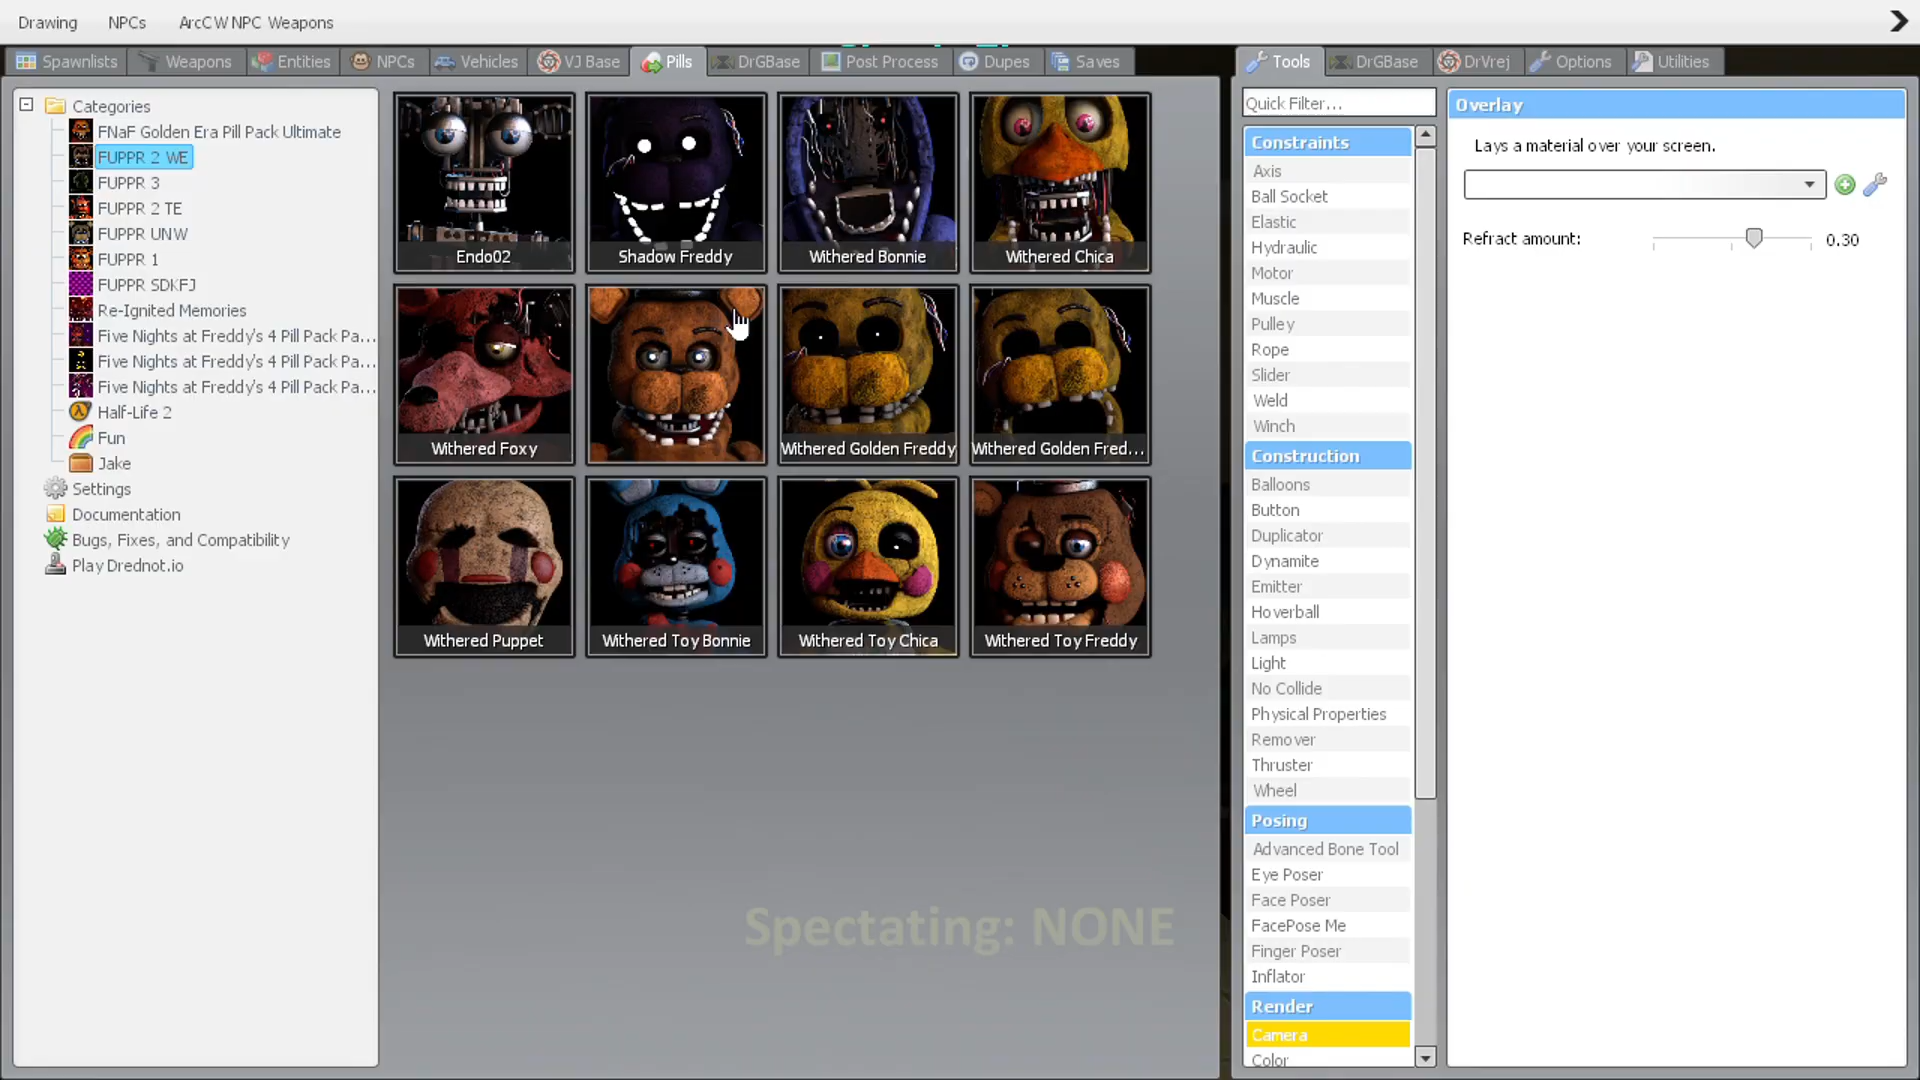 Drawing
NPCs
ArcCW NPC Weapons
Spawnlists
Weapons
Entities
NPCs
Vehicles
VJ Base
Pills
DrGBase
Post Process
Dupes
Saves
Categories
FNaF Golden Era Pill Pack Ultimate
FUPPR 2 WE
FUPPR 3
FUPPR 2 TE
FUPPR UNW
FUPPR 1
FUPPR SDKFJ
Re-Ignited Memories
Five Nights at Freddy's 4 Pill Pack Pa...
Five Nights at Freddy's 4 Pill Pack Pa...
Five Nights at Freddy's 4 Pill Pack Pa...
Half-Life 2
Fun
Jake
Settings
Documentation
Bugs, Fixes, and Compatibility
Play Drednot.io
Endo02
Shadow Freddy
Withered Bonnie
Withered Chica
Withered Foxy
Withered Golden Freddy
Withered Golden Fred...
Withered Puppet
Withered Toy Bonnie
Withered Toy Chica
Withered Toy Freddy
Spectating: NONE
Tools
DrGBase
DrVrej
Options
Utilities
Quick Filter...
Constraints
Axis
Ball Socket
Elastic
Hydraulic
Motor
Muscle
Pulley
Rope
Slider
Weld
Winch
Construction
Balloons
Button
Duplicator
Dynamite
Emitter
Hoverball
Lamps
Light
No Collide
Physical Properties
Remover
Thruster
Wheel
Posing
Advanced Bone Tool
Eye Poser
Face Poser
FacePose Me
Finger Poser
Inflator
Render
Camera
Color
Overlay
Lays a material over your screen.
Refract amount:
0.30